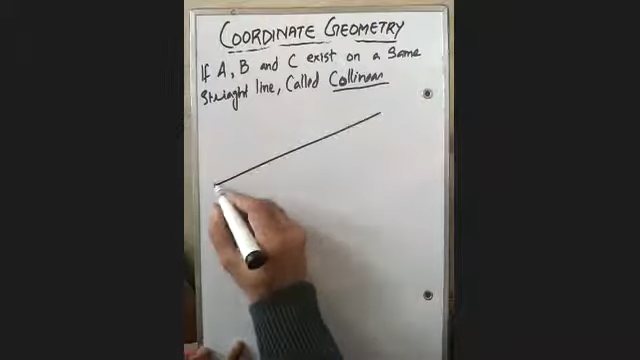 COORDINATE GEOMETRY
If A, B and C exist on a Same
Straight line, Called Collinear